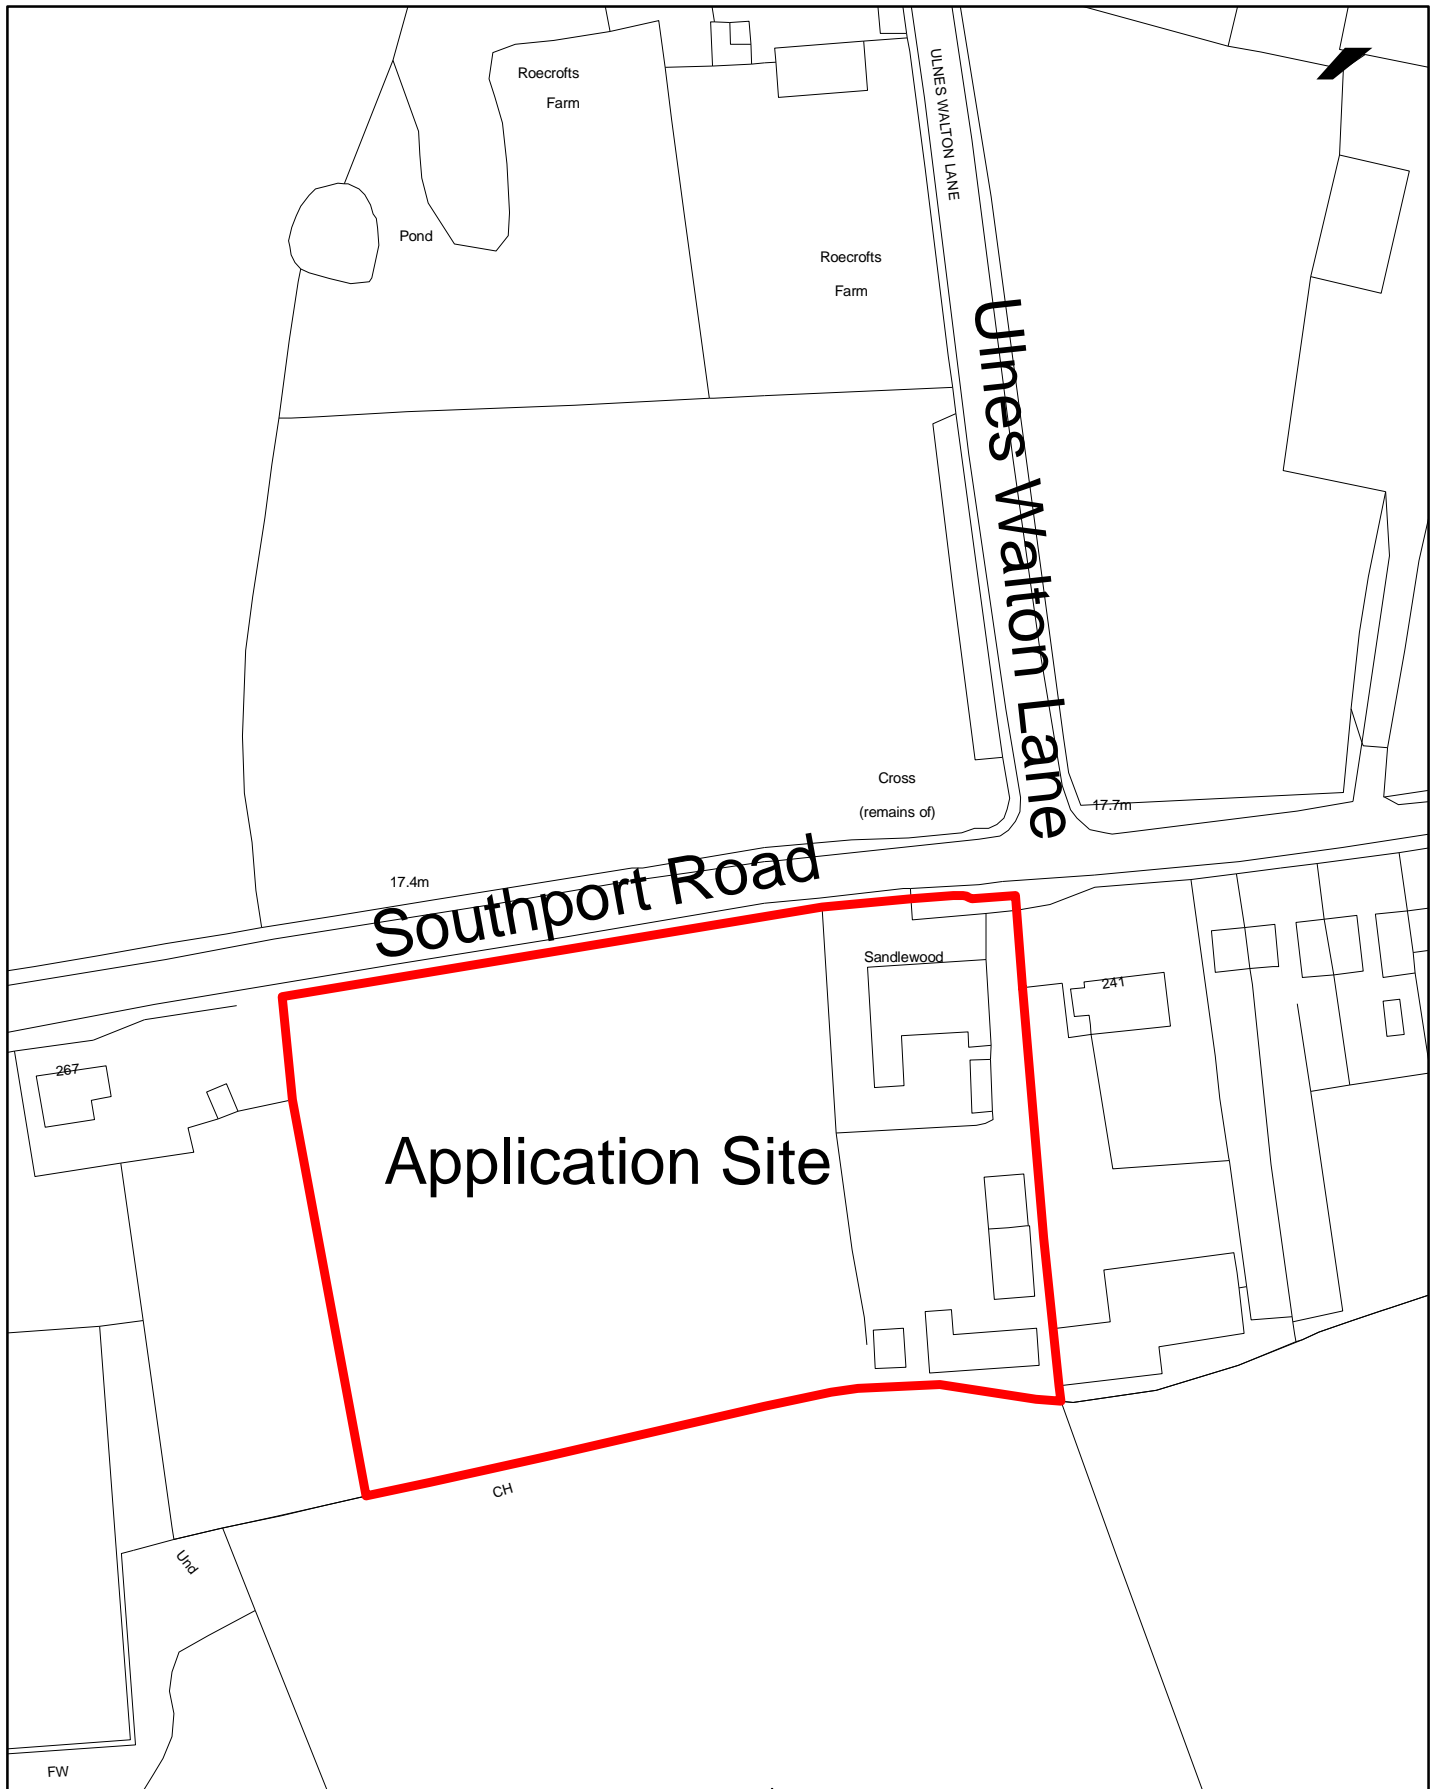 Roecrofts
Farm
ULNES WALTON LANE
Pond
Roecrofts
Farm
Ulnes Walton Lane
Cross
(remains of)
17.7m
17.4m
Southport Road
Sandlewood
241
267
Application Site
CH
Und
FW